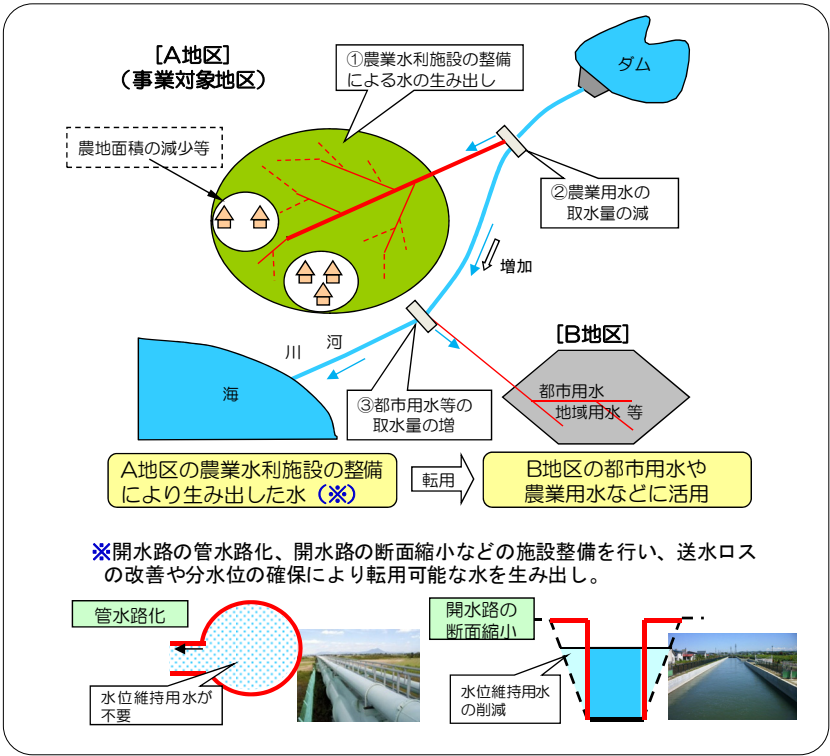 [A地区]
（事業対象地区）
①農業水利施設の整備
による水の生み出し
ダム
農地面積の減少等
②農業用水の
取水量の減
増加
[B地区]
河
川
海
③都市用水等の
取水量の増
都市用水
地域用水 等
A地区の農業水利施設の整備
により生み出した水（※）
転用
B地区の都市用水や
農業用水などに活用
※開水路の管水路化、開水路の断面縮小などの施設整備を行い、送水ロス
の改善や分水位の確保により転用可能な水を生み出し。
管水路化
水位維持用水が
不要
開水路の
断面縮小
水位維持用水
の削減